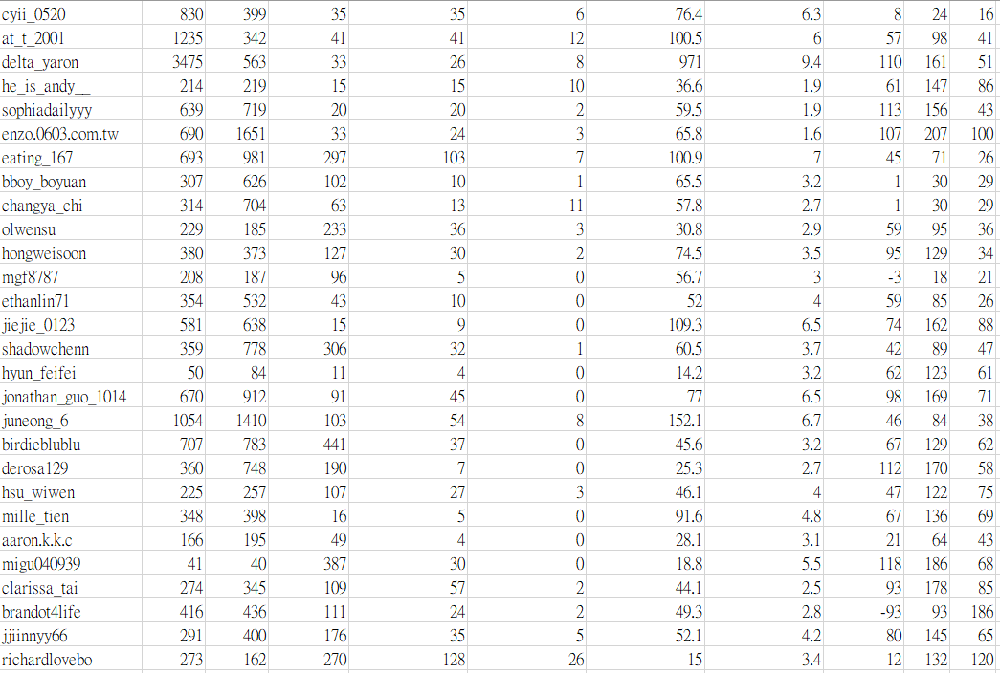 cyii_0520 830 399 35 35 6 76.4 6.3 8 24 16
at_t_2001 1235 342 41 41 12 100.5 6 57 98 41
delta_yaron 3475 563 33 26 8 971 9.4 110 161 51
he_is_andy__ 214 219 15 15 10 36.6 1.9 61 147 86
sophiadailyyy 639 719 20 20 2 59.5 1.9 113 156 43
enzo.0603.com.tw 690 1651 33 24 3 65.8 1.6 107 207 100
eating_167 693 981 297 103 7 100.9 7 45 71 26
bboy_boyuan 307 626 102 10 1 65.5 3.2 1 30 29
changya_chi 314 704 63 13 11 57.8 2.7 1 30 29
olwensu 229 185 233 36 3 30.8 2.9 59 95 36
hongweisoon 380 373 127 30 2 74.5 3.5 95 129 34
mgf8787 208 187 96 5 0 56.7 3 -3 18 21
ethanlin71 354 532 43 10 0 52 4 59 85 26
jiejie_0123 581 638 15 9 0 109.3 6.5 74 162 88
shadowchenn 359 778 306 32 1 60.5 3.7 42 89 47
hyun_feifei 50 84 11 4 0 14.2 3.2 62 123 61
jonathan_guo_1014 670 912 91 45 0 77 6.5 98 169 71
juneong_6 1054 1410 103 54 8 152.1 6.7 46 84 38
birdieblublu 707 783 441 37 0 45.6 3.2 67 129 62
derosa129 360 748 190 7 0 25.3 2.7 112 170 58
hsu_wiwen 225 257 107 27 3 46.1 4 47 122 75
mille_tien 348 398 16 5 0 91.6 4.8 67 136 69
aaron.k.k.c 166 195 49 4 0 28.1 3.1 21 64 43
migu040939 41 40 387 30 0 18.8 5.5 118 186 68
clarissa_tai 274 345 109 57 2 44.1 2.5 93 178 85
brandot4life 416 436 111 24 2 49.3 2.8 -93 93 186
jjiinnyy66 291 400 176 35 5 52.1 4.2 80 145 65
richardlovebo 273 162 270 128 26 15 3.4 12 132 120